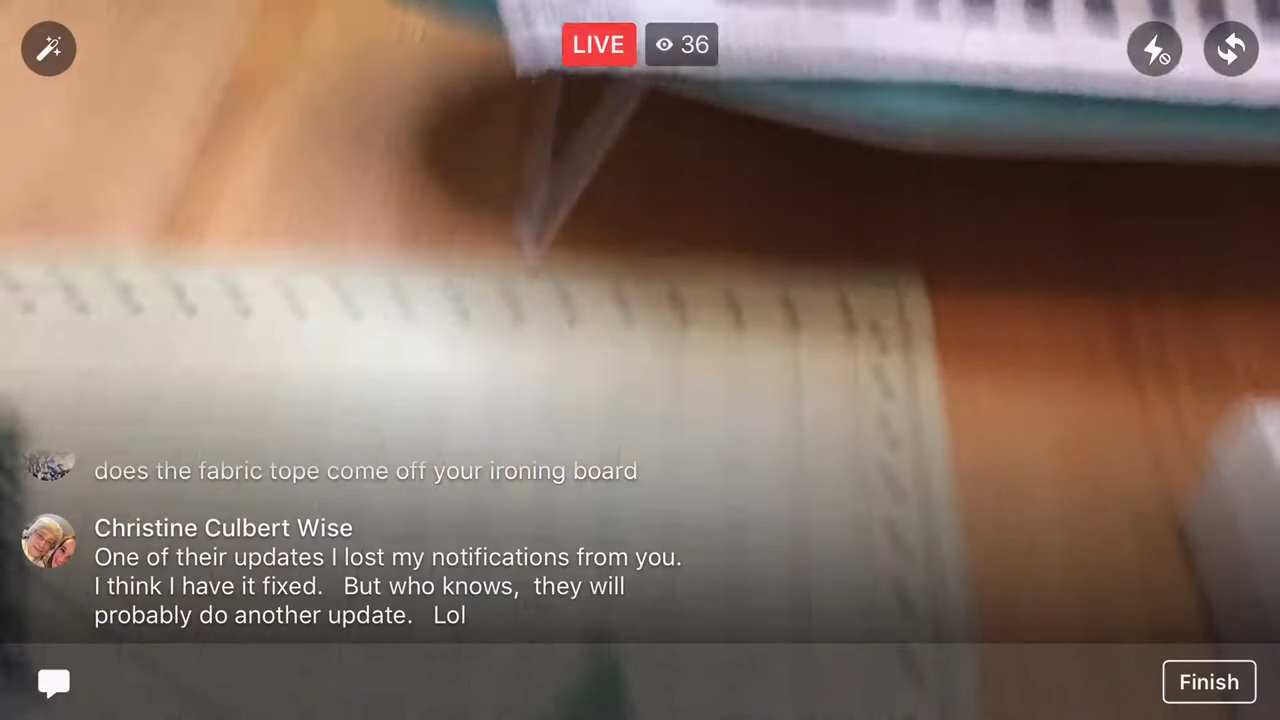 LIVE
36
does the fabric tope come off your ironing board
Christine Culbert Wise
One of their updates I lost my notifications from you.
I think I have it fixed. But who knows, they will
probably do another update. Lol
Finish